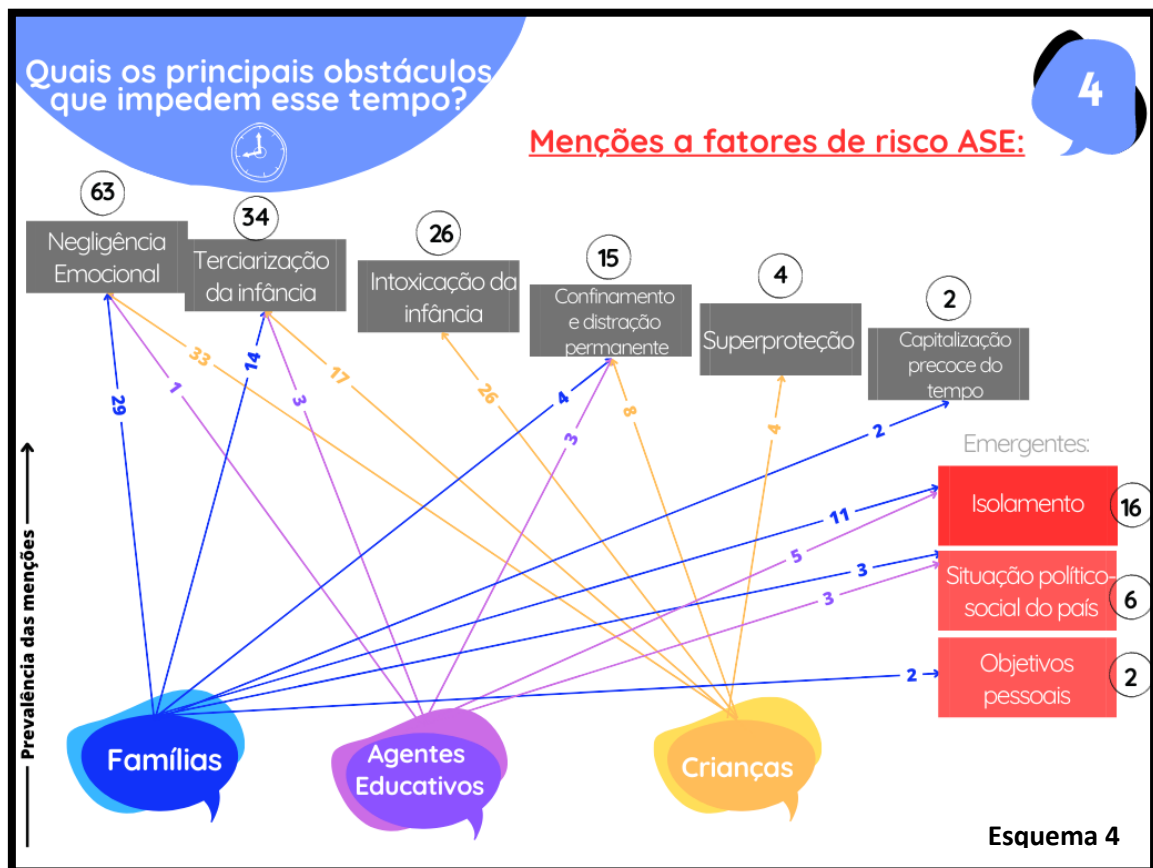 Quais os principais obstáculos
que impedem esse tempo?
4
Menções a fatores de risco ASE:
63
Negligência
Emocional
34
Terciarização
da infância
26
Intoxicação da
infância
15
Confinamento
e distração
permanente
4
Superproteção
2
Capitalização
precoce do
tempo
33
14
17
1
29
3
26
4
3
8
4
2
Emergentes:
Isolamento
16
11
5
Situação político-
social do país
6
3
3
Objetivos
pessoais
2
2
Prevalência das menções
Famílias
Agentes
Educativos
Crianças
Esquema 4